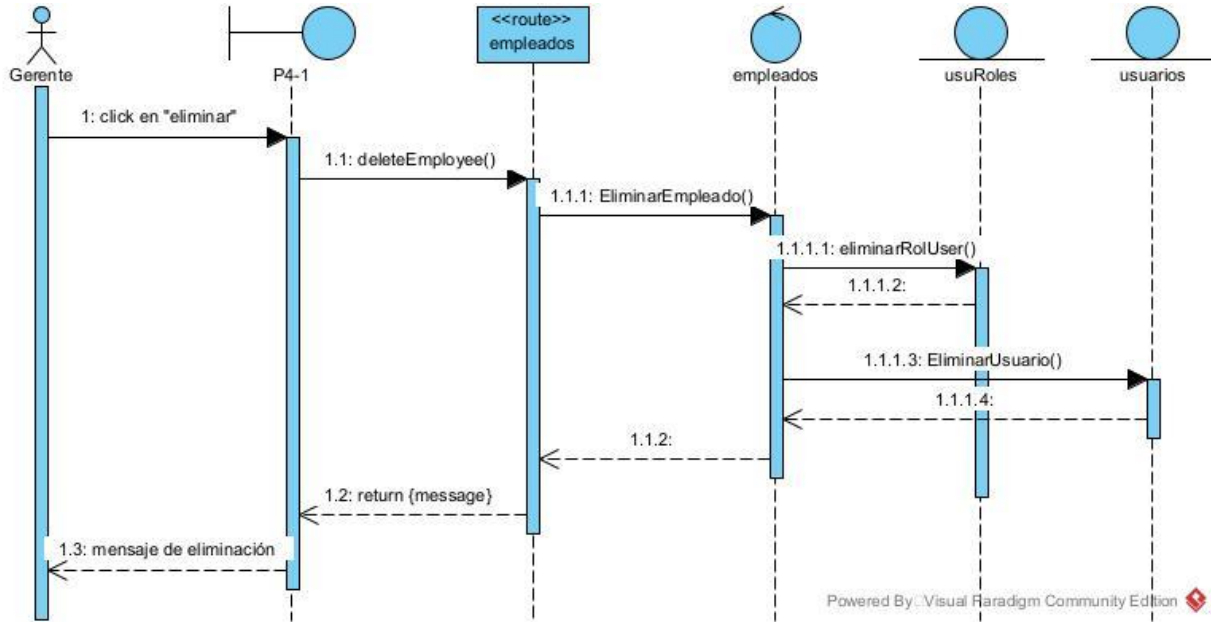 <<route>>
empleados
Gerente
P4-1
empleados
usuRoles
usuarios
1: click en "eliminar"
1.1: deleteEmployee()
1.1.1: EliminarEmpleado()
1.1.1.1: eliminarRolUser()
1.1.1.2:
1.1.1.3: EliminarUsuario()
1.1.1.4:
1.1.2:
1.2: return {message}
1.3: mensaje de eliminación
Powered By Visual Paradigm Community Edition